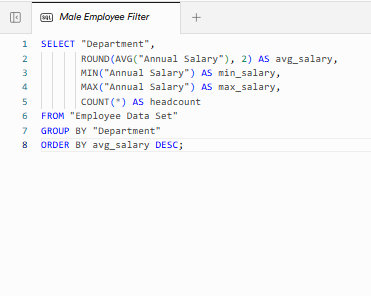 SQL Male Employee Filter
1 SELECT "Department",
2 ROUND(AVG("Annual Salary"), 2) AS avg_salary,
3 MIN("Annual Salary") AS min_salary,
4 MAX("Annual Salary") AS max_salary,
5 COUNT(*) AS headcount
6 FROM "Employee Data Set"
7 GROUP BY "Department"
8 ORDER BY avg_salary DESC;